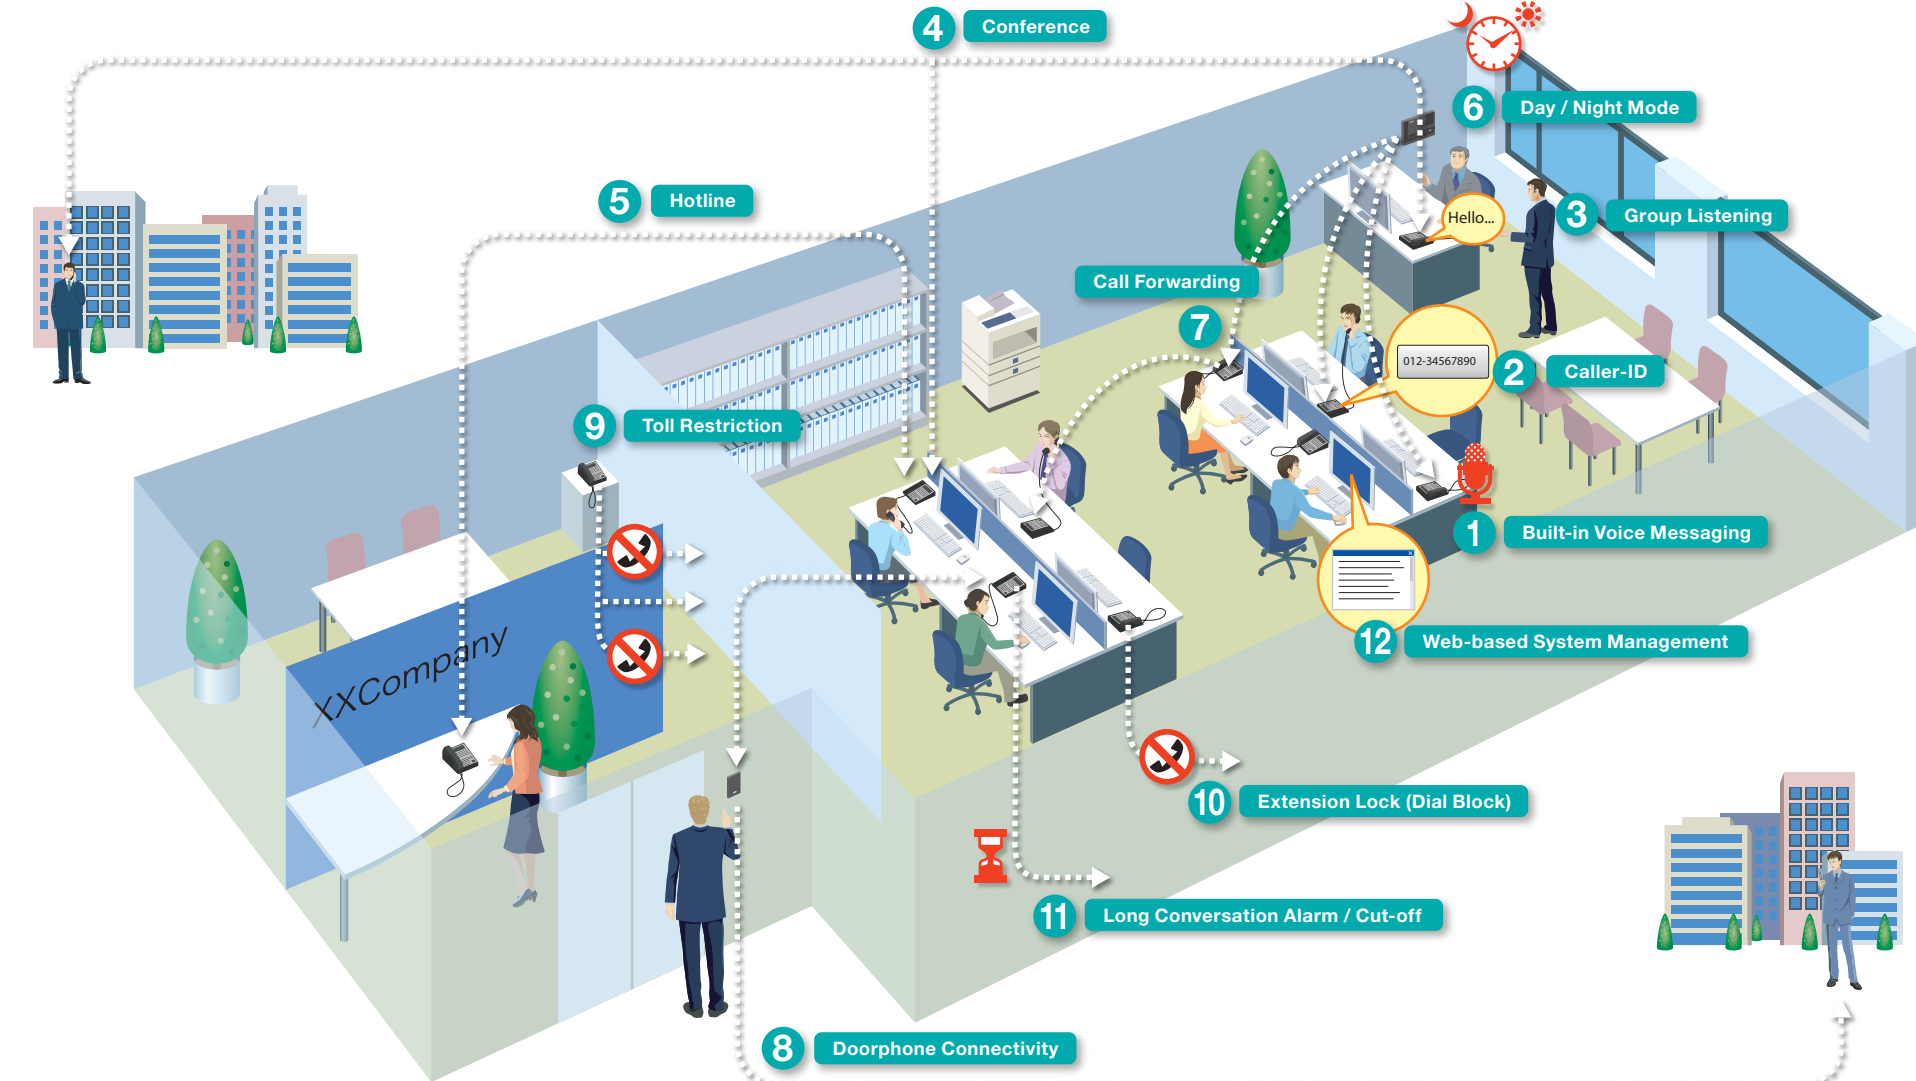 4 Conference
6 Day / Night Mode
5 Hotline
3 Group Listening
Hello...
Call Forwarding
7
012-34567890
2 Caller-ID
9 Toll Restriction
1 Built-in Voice Messaging
12 Web-based System Management
XXCompany
10 Extension Lock (Dial Block)
11 Long Conversation Alarm / Cut-off
8 Doorphone Connectivity